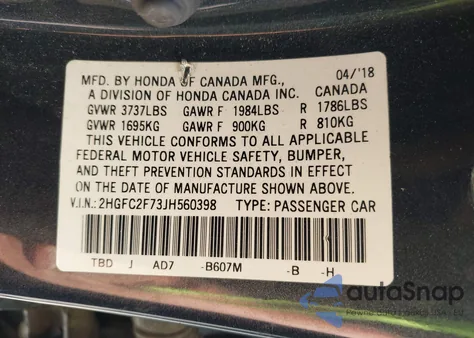 MFD. BY HONDA OF CANADA MFG., 04/'18
A DIVISION OF HONDA CANADA INC. CANADA
GVWR 3737LBS GAWR F 1984LBS R 1786LBS
GVWR 1695KG GAWR F 900KG R 810KG
THIS VEHICLE CONFORMS TO ALL APPLICABLE
FEDERAL MOTOR VEHICLE SAFETY, BUMPER,
AND THEFT PREVENTION STANDARDS IN EFFECT
ON THE DATE OF MANUFACTURE SHOWN ABOVE.
V.I.N.: 2HGFC2F73JH560398 TYPE: PASSENGER CAR
TBD J AD7 -B607M -B -H
autoSnap